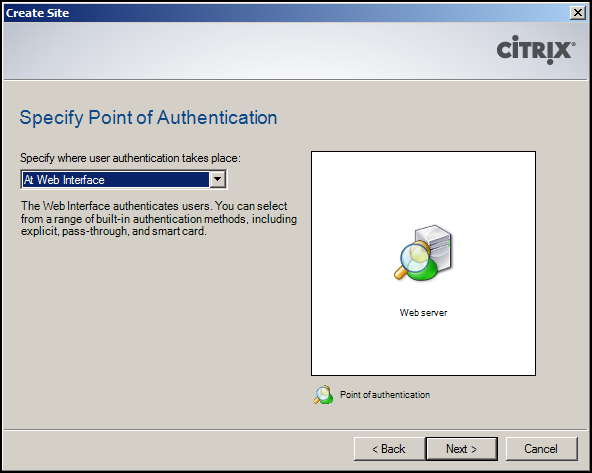 Create Site
CITRIX®
Specify Point of Authentication
Specify where user authentication takes place:
At Web Interface
The Web Interface authenticates users. You can select
from a range of built-in authentication methods, including
explicit, pass-through, and smart card.
Web server
Point of authentication
< Back
Next >
Cancel